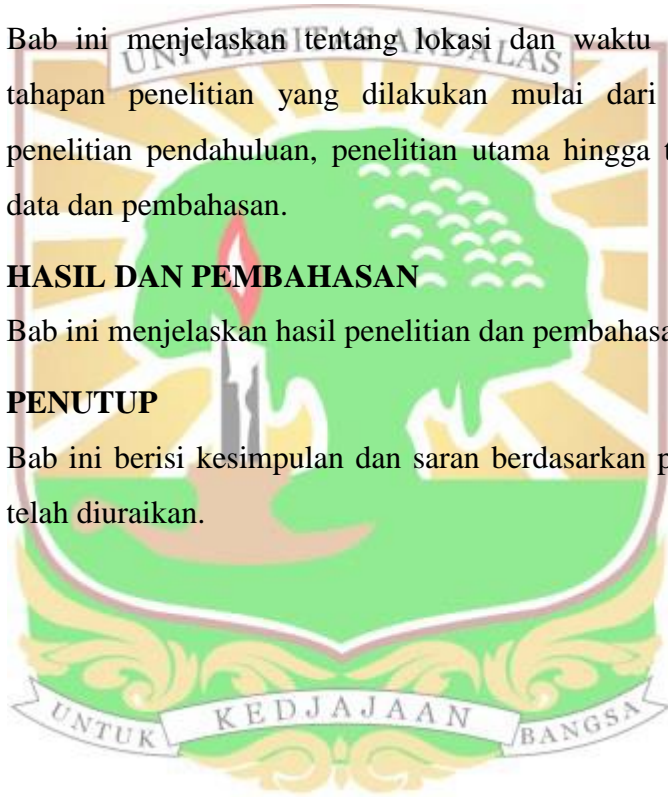 Bab ini menjelaskan tentang lokasi dan waktu
UNIVERSITAS ANDALAS
tahapan penelitian yang dilakukan mulai dari
penelitian pendahuluan, penelitian utama hingga t
data dan pembahasan.
HASIL DAN PEMBAHASAN
Bab ini menjelaskan hasil penelitian dan pembahasa
PENUTUP
Bab ini berisi kesimpulan dan saran berdasarkan p
telah diuraikan.
UNTUK KEDJAJAAN BANGSA